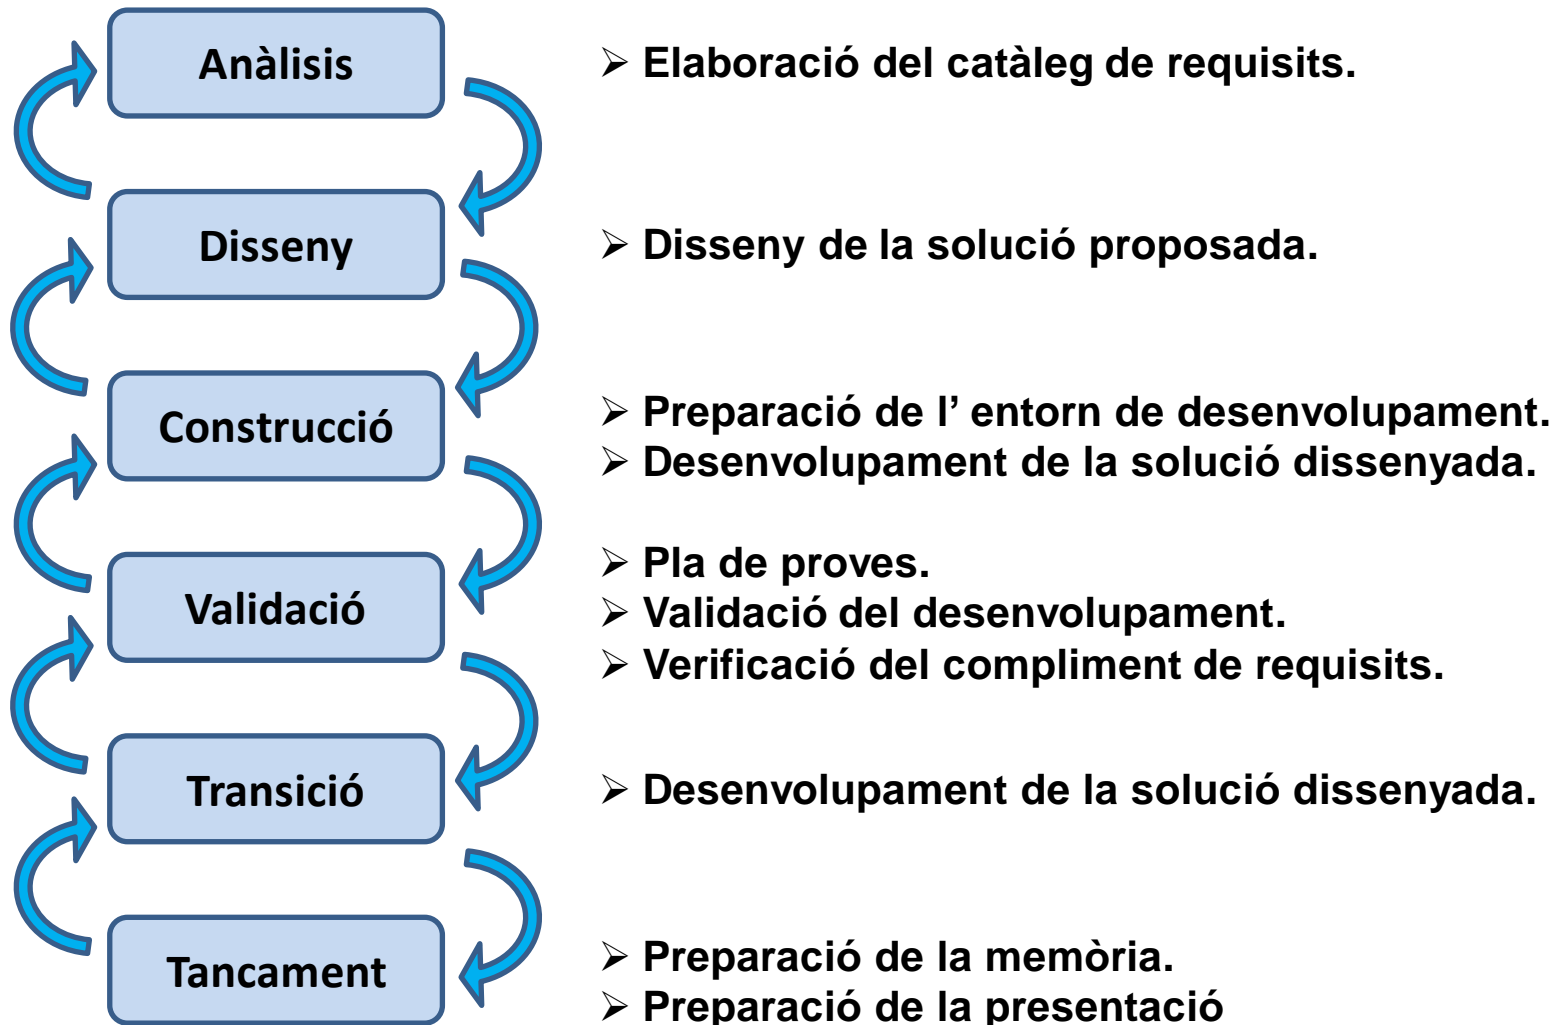 Anàlisis
➢ Elaboració del catàleg de requisits.
Disseny
➢ Disseny de la solució proposada.
Construcció
➢ Preparació de l’ entorn de desenvolupament.
➢ Desenvolupament de la solució dissenyada.
Validació
➢ Pla de proves.
➢ Validació del desenvolupament.
➢ Verificació del compliment de requisits.
Transició
➢ Desenvolupament de la solució dissenyada.
Tancament
➢ Preparació de la memòria.
➢ Preparació de la presentació